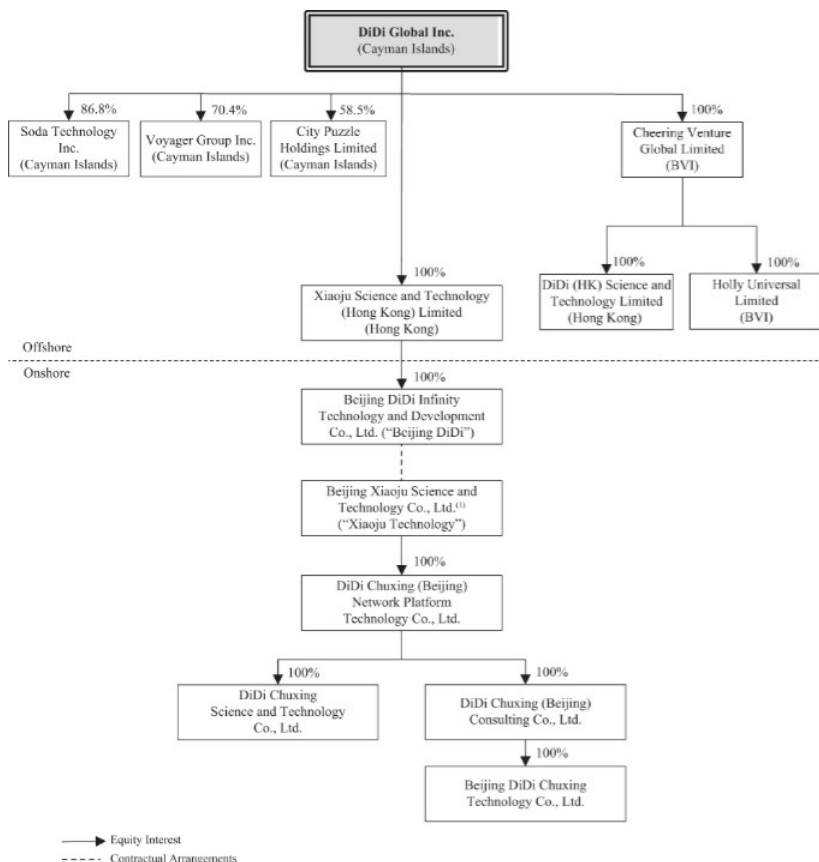 DiDi Global Inc.
(Cayman Islands)
86.8%
70.4%
58.5%
100%
Soda Technology
Inc.
(Cayman Islands)
Voyager Group Inc.
(Cayman Islands)
City Puzzle
Holdings Limited
(Cayman Islands)
Cheering Venture
Global Limited
(BVI)
100%
100%
100%
Xiaoju Science and Technology
(Hong Kong) Limited
(Hong Kong)
DiDi (HK) Science and
Technology Limited
(Hong Kong)
Holly Universal
Limited
(BVI)
Offshore
Onshore
100%
Beijing DiDi Infinity
Technology and Development
Co., Ltd. (“Beijing DiDi”)
Beijing Xiaoju Science and
Technology Co., Ltd.(1)
(“Xiaoju Technology”)
100%
DiDi Chuxing (Beijing)
Network Platform
Technology Co., Ltd.
100%
100%
DiDi Chuxing
Science and Technology
Co., Ltd.
DiDi Chuxing (Beijing)
Consulting Co., Ltd.
100%
Beijing DiDi Chuxing
Technology Co., Ltd.
Equity Interest
Contractual Arrangements